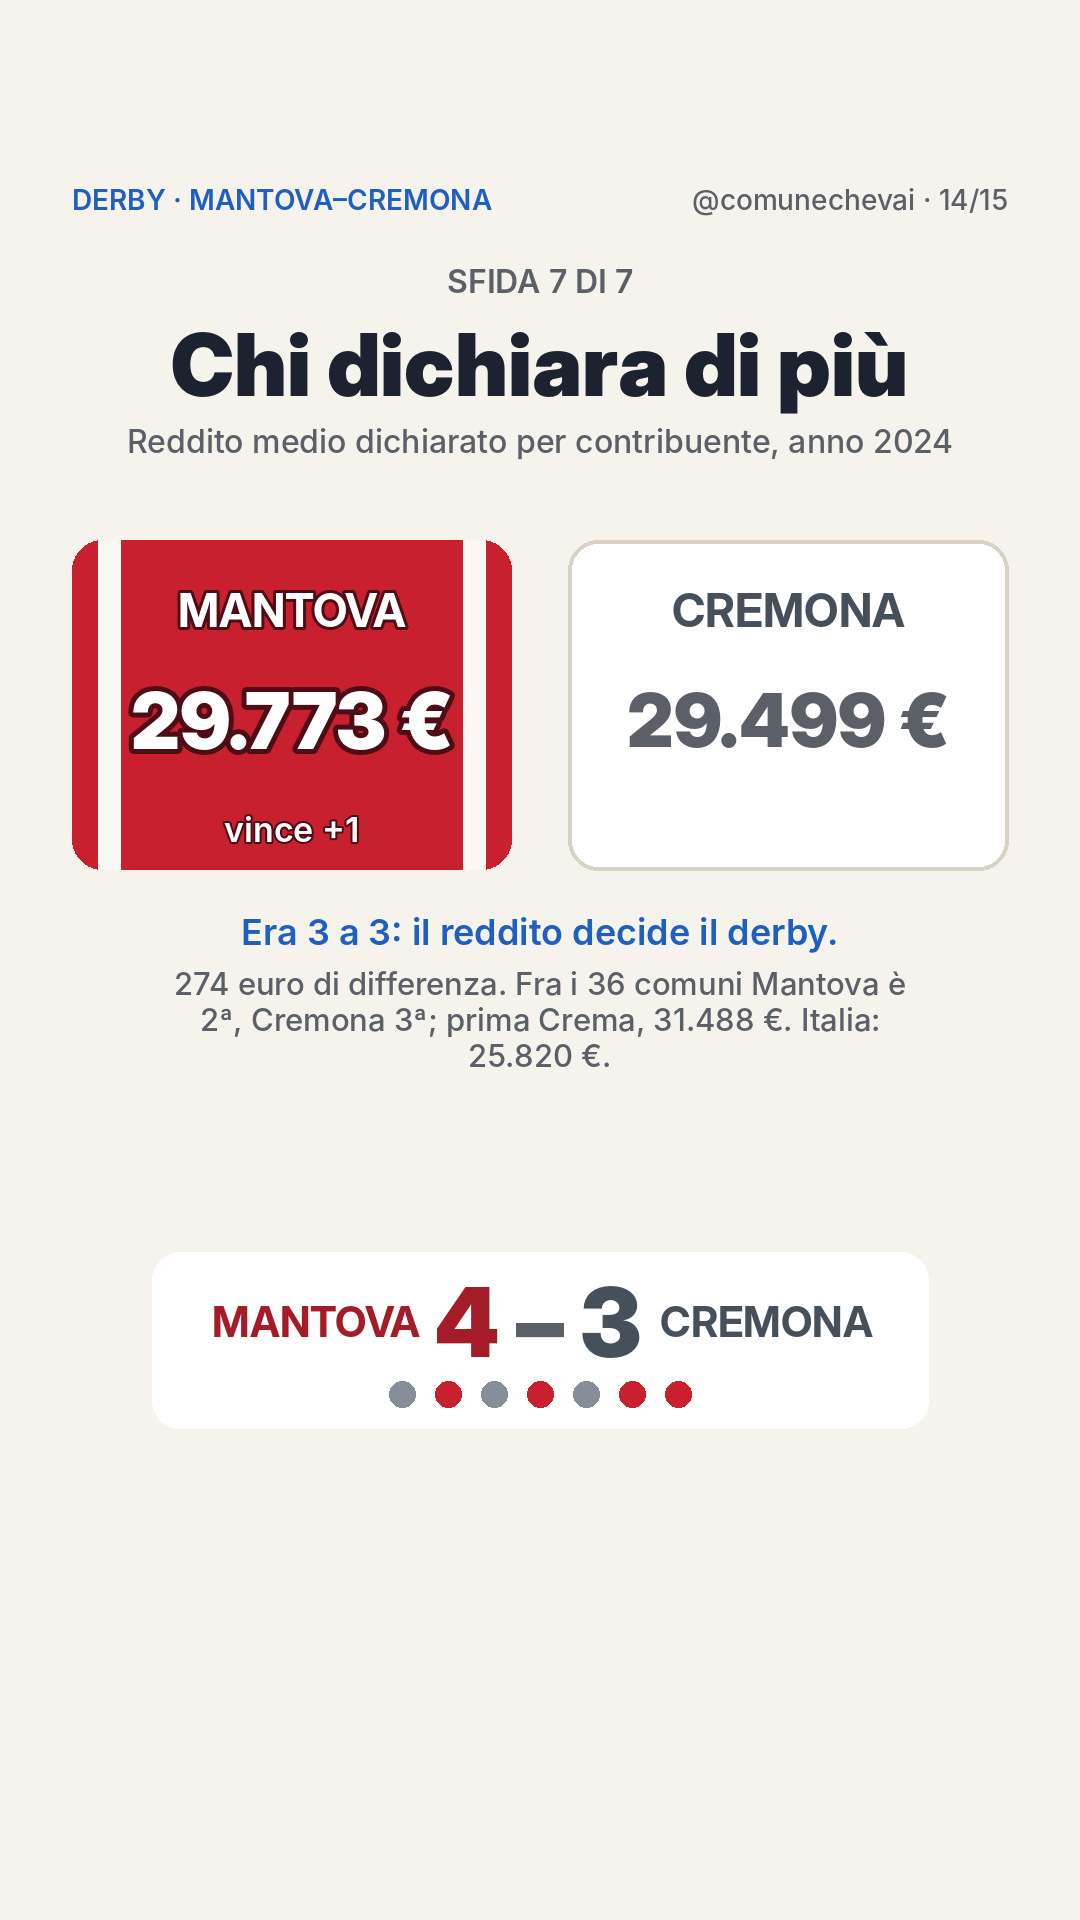 DERBY · MANTOVA–CREMONA
@comunechevai · 14/15
SFIDA 7 DI 7
Chi dichiara di più
Reddito medio dichiarato per contribuente, anno 2024
MANTOVA
29.773 €
vince +1
CREMONA
29.499 €
Era 3 a 3: il reddito decide il derby.
274 euro di differenza. Fra i 36 comuni Mantova è
2ª, Cremona 3ª; prima Crema, 31.488 €. Italia:
25.820 €.
MANTOVA 4 – 3 CREMONA